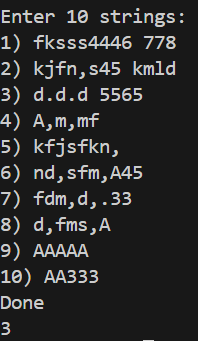 Enter 10 strings:
1) fksss4446 778
2) kjfn,s45 kmld
3) d.d.d 5565
4) A,m,mf
5) kfjsfkn,
6) nd,sfm,A45
7) fdm,d,.33
8) d,fms,A
9) AAAAA
10) AA333
Done
3